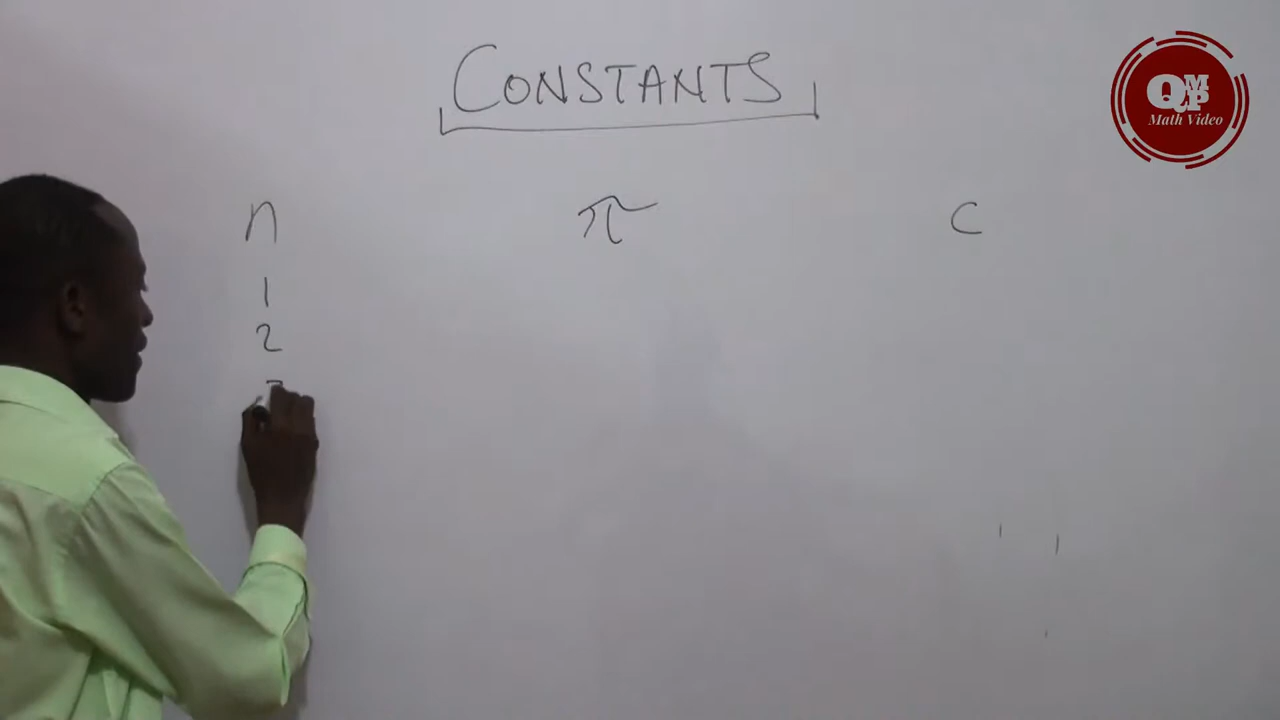 CONSTANTS
n π c
1
2
QMP
Math Video